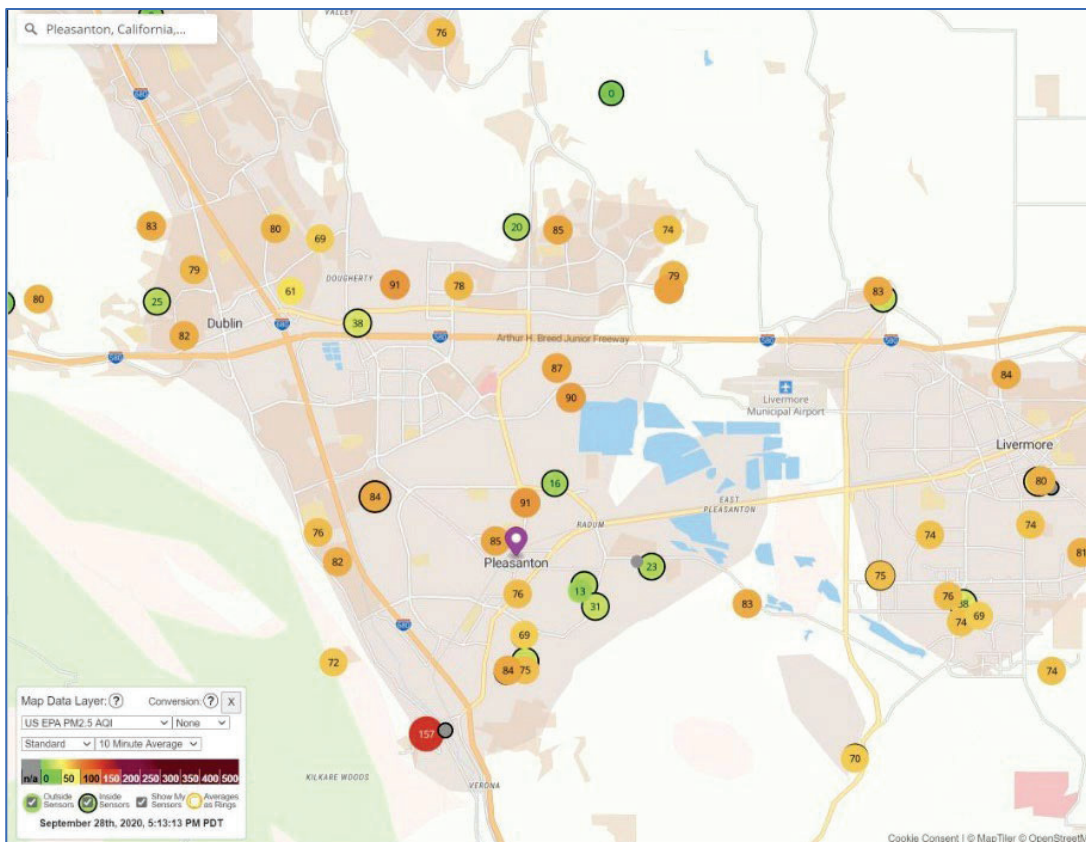 Pleasanton, California,...
VALLEY
76
0
83
80
69
20
85
74
DOUGHERTY
79
91
78
79
80
25
61
83
Dublin
82
38
680
580
Arthur H. Breed Junior Freeway
87
84
90
Livermore
Municipal Airport
Livermore
84
16
80
91
EAST
PLEASANTON
RADUM
74
76
85
74
82
Pleasanton
23
81
75
76
13
31
83
76
38
69
74
69
72
84
75
74
157
70
KILKARE WOODS
VERONA
Map Data Layer: ? Conversion: ? X
US EPA PM2.5 AQI None
Standard 10 Minute Average
n/a 0 50 100 150 200 250 300 350 400 500
Outside Sensors Inside Sensors Show My Sensors Averages as Rings
September 28th, 2020, 5:13:13 PM PDT
Cookie Consent | © MapTiler © OpenStreetM